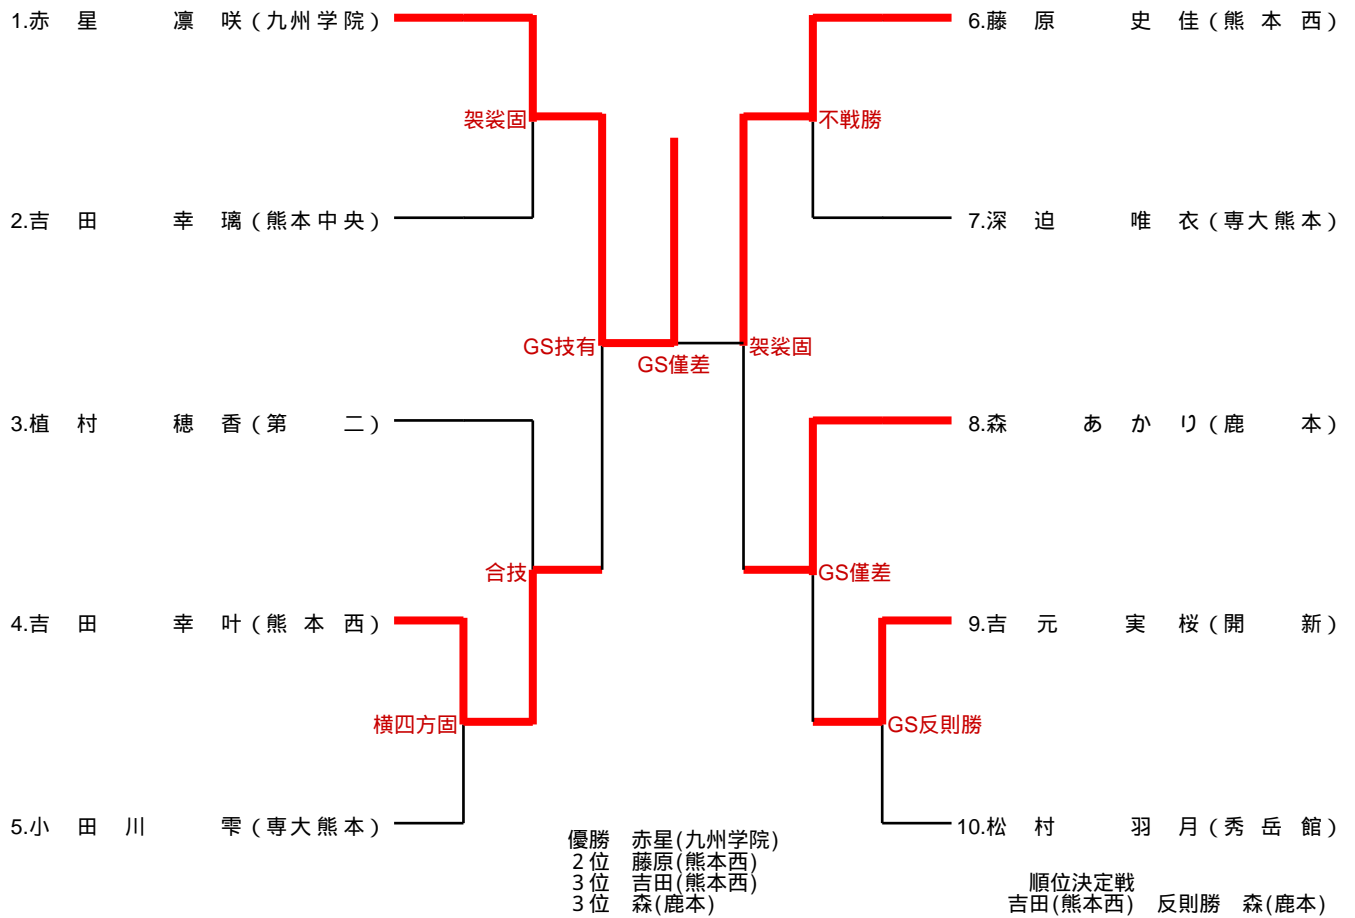 1.赤星 凛咲(九州学院)
6.藤原 史佳(熊本西)
袈裟固
不戦勝
2.吉田 幸璃(熊本中央)
7.深迫 唯衣(専大熊本)
GS技有
GS僅差
袈裟固
3.植村 穂香(第二)
8.森 あかり(鹿本)
合技
GS僅差
4.吉田 幸叶(熊本西)
9.吉元 実桜(開新)
横四方固
GS反則勝
5.小田川 雫(専大熊本)
10.松村 羽月(秀岳館)
優勝 赤星(九州学院)
2位 藤原(熊本西)
3位 吉田(熊本西)
3位 森(鹿本)
順位決定戦
吉田(熊本西) 反則勝 森(鹿本)